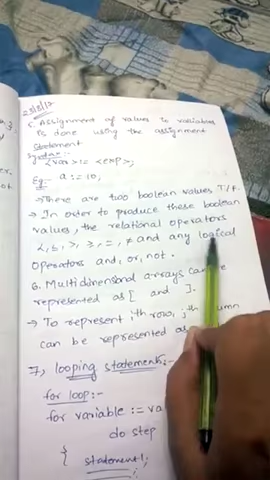 5. Assignment of values to variables
is done using the assignment
statement
Syntax:-
<var> := <exp>;
Eg:- a := 10;
→ There are two boolean values T/F.
→ In order to produce these boolean
values, the relational operators
<, ≤, >, ≥, =, ≠ and any logical
operators and, or, not.
6. Multidimensional arrays can be
represented as [ and ].
→ To represent ith row, jth column
can be represented as
7, looping statements:-
for loop:-
for variable := va
do step
{ statement1;